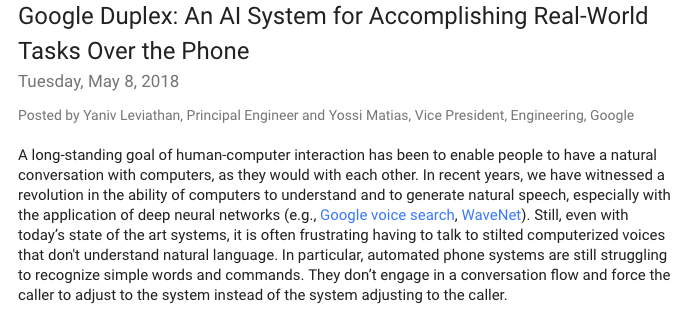 Google Duplex: An AI System for Accomplishing Real-World
Tasks Over the Phone
Tuesday, May 8, 2018
Posted by Yaniv Leviathan, Principal Engineer and Yossi Matias, Vice President, Engineering, Google
A long-standing goal of human-computer interaction has been to enable people to have a natural
conversation with computers, as they would with each other. In recent years, we have witnessed a
revolution in the ability of computers to understand and to generate natural speech, especially with
the application of deep neural networks (e.g., Google voice search, WaveNet). Still, even with
today’s state of the art systems, it is often frustrating having to talk to stilted computerized voices
that don't understand natural language. In particular, automated phone systems are still struggling
to recognize simple words and commands. They don’t engage in a conversation flow and force the
caller to adjust to the system instead of the system adjusting to the caller.